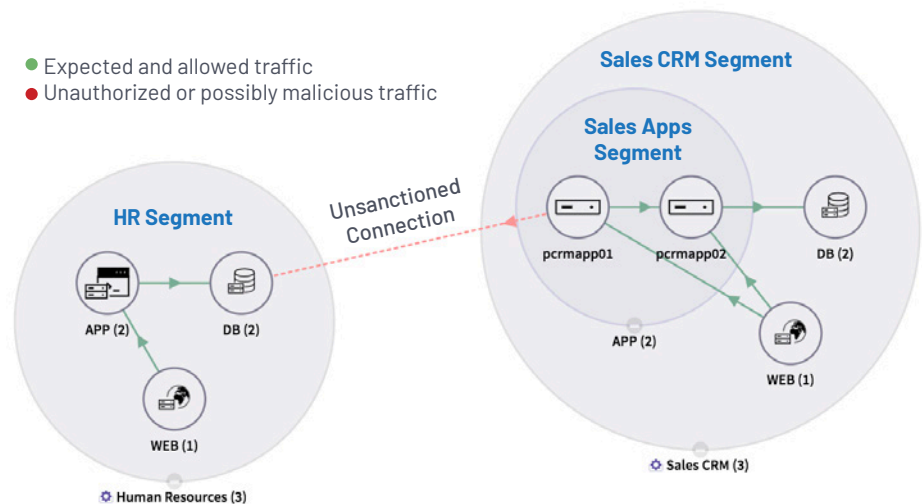 Expected and allowed traffic
Unauthorized or possibly malicious traffic
Sales CRM Segment
Sales Apps
Segment
HR Segment
Unsanctioned
Connection
pcrmapp01
pcrmapp02
DB (2)
APP (2)
DB (2)
APP (2)
WEB (1)
WEB (1)
Sales CRM (3)
Human Resources (3)